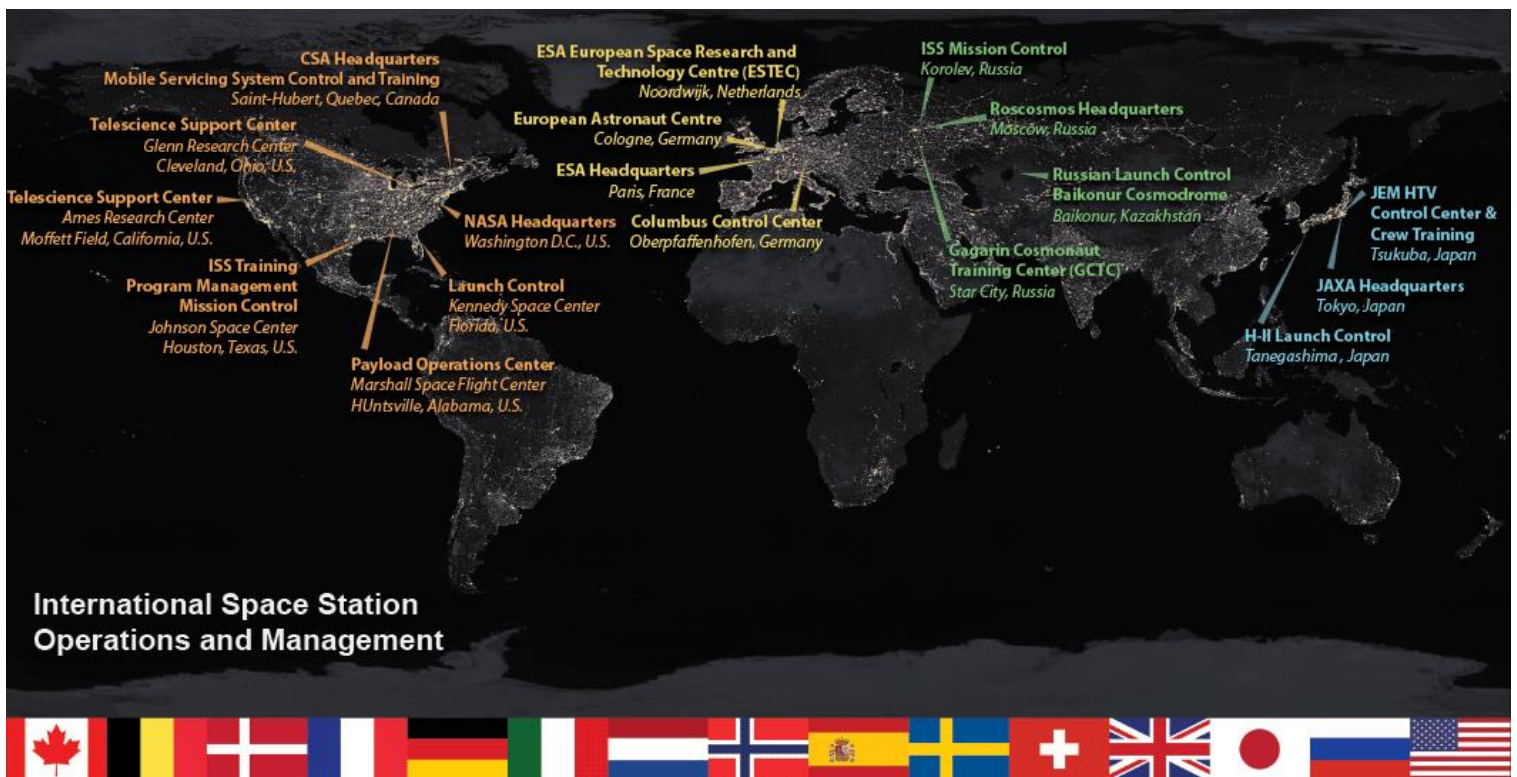 CSA Headquarters
Mobile Servicing System Control and Training
Saint-Hubert, Quebec, Canada
Telescience Support Center
Glenn Research Center
Cleveland, Ohio, U.S.
Telescience Support Center
Ames Research Center
Moffett Field, California, U.S.
ISS Training
Program Management
Mission Control
Johnson Space Center
Houston, Texas, U.S.
NASA Headquarters
Washington D.C., U.S.
Launch Control
Kennedy Space Center
Florida, U.S.
Payload Operations Center
Marshall Space Flight Center
HUntsville, Alabama, U.S.
ESA European Space Research and
Technology Centre (ESTEC)
Noordwijk, Netherlands
European Astronaut Centre
Cologne, Germany
ESA Headquarters
Paris, France
Columbus Control Center
Oberpfaffenhofen, Germany
ISS Mission Control
Korolev, Russia
Roscosmos Headquarters
Moscow, Russia
Russian Launch Control
Baikonur Cosmodrome
Baikonur, Kazakhstan
Gagarin Cosmonaut
Training Center (GCTC)
Star City, Russia
JEM HTV
Control Center &
Crew Training
Tsukuba, Japan
JAXA Headquarters
Tokyo, Japan
H-II Launch Control
Tanegashima , Japan
International Space Station
Operations and Management